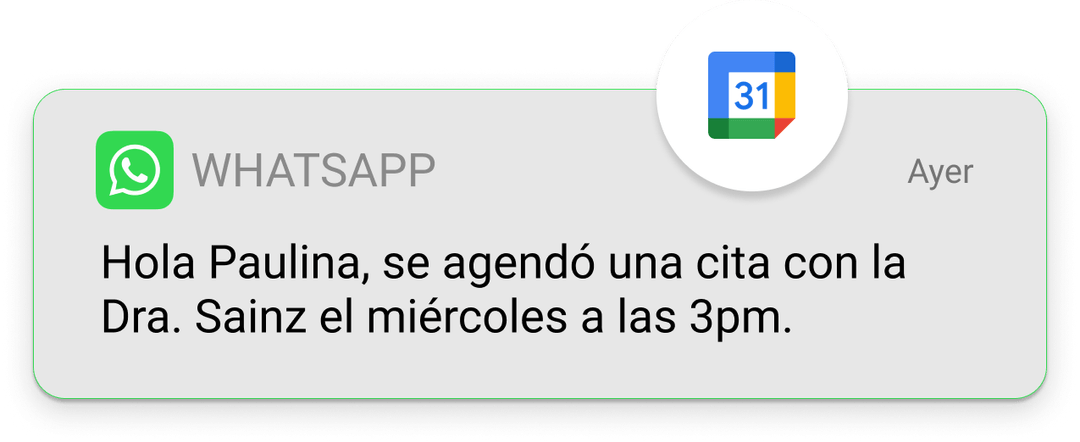 31
WHATSAPP
Ayer
Hola Paulina, se agendó una cita con la
Dra. Sainz el miércoles a las 3pm.